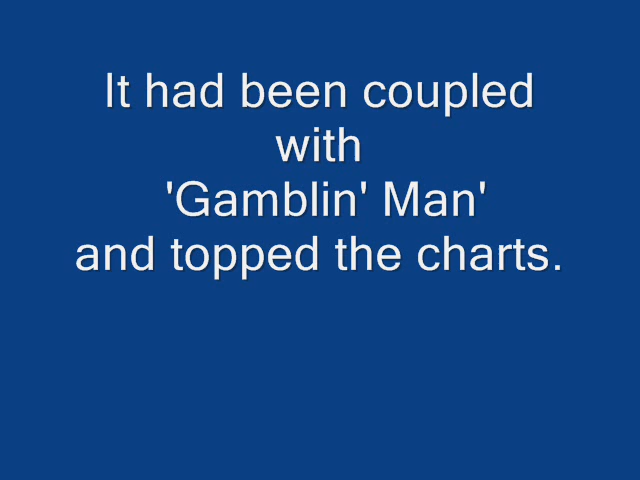 It had been coupled
with
'Gamblin' Man'
and topped the charts.